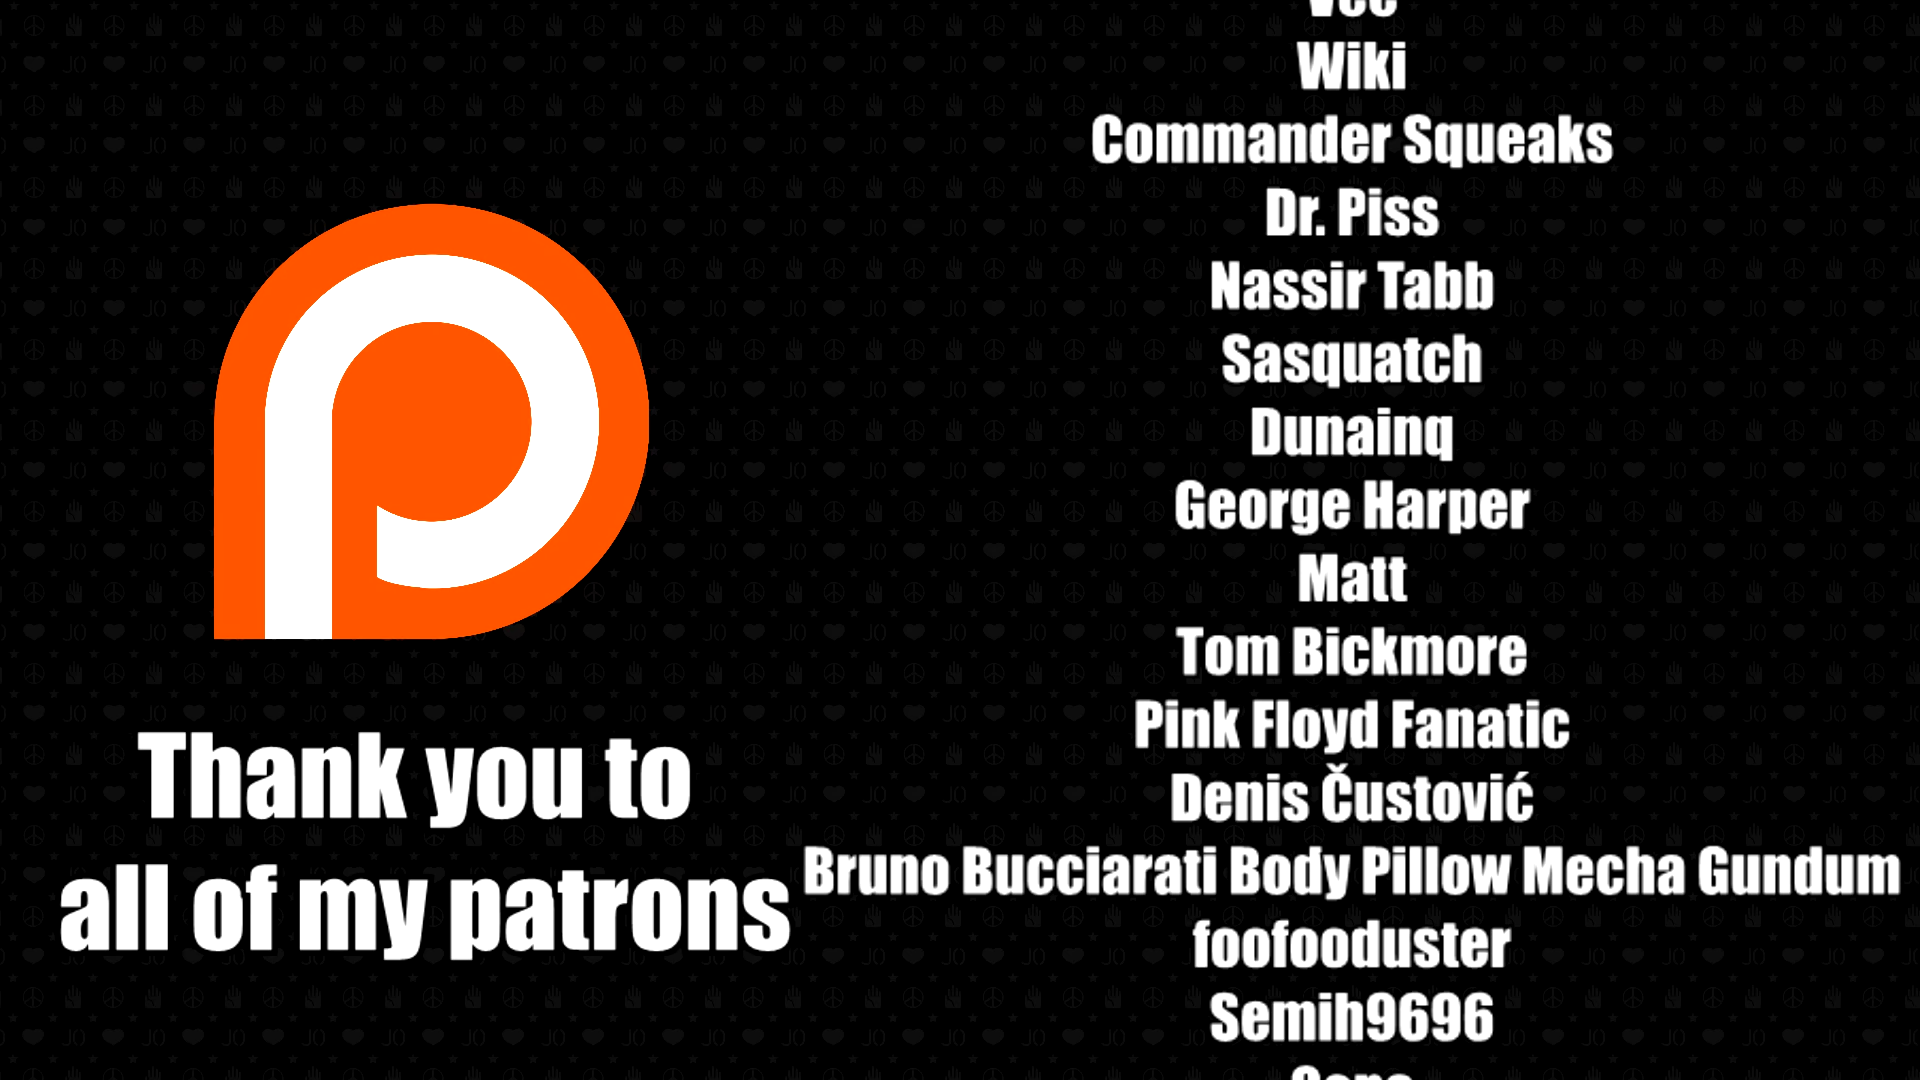 Thank you to
all of my patrons
Vee
Wiki
Commander Squeaks
Dr. Piss
Nassir Tabb
Sasquatch
Dunainq
George Harper
Matt
Tom Bickmore
Pink Floyd Fanatic
Denis Čustović
Bruno Bucciarati Body Pillow Mecha Gundum
foofooduster
Semih9696